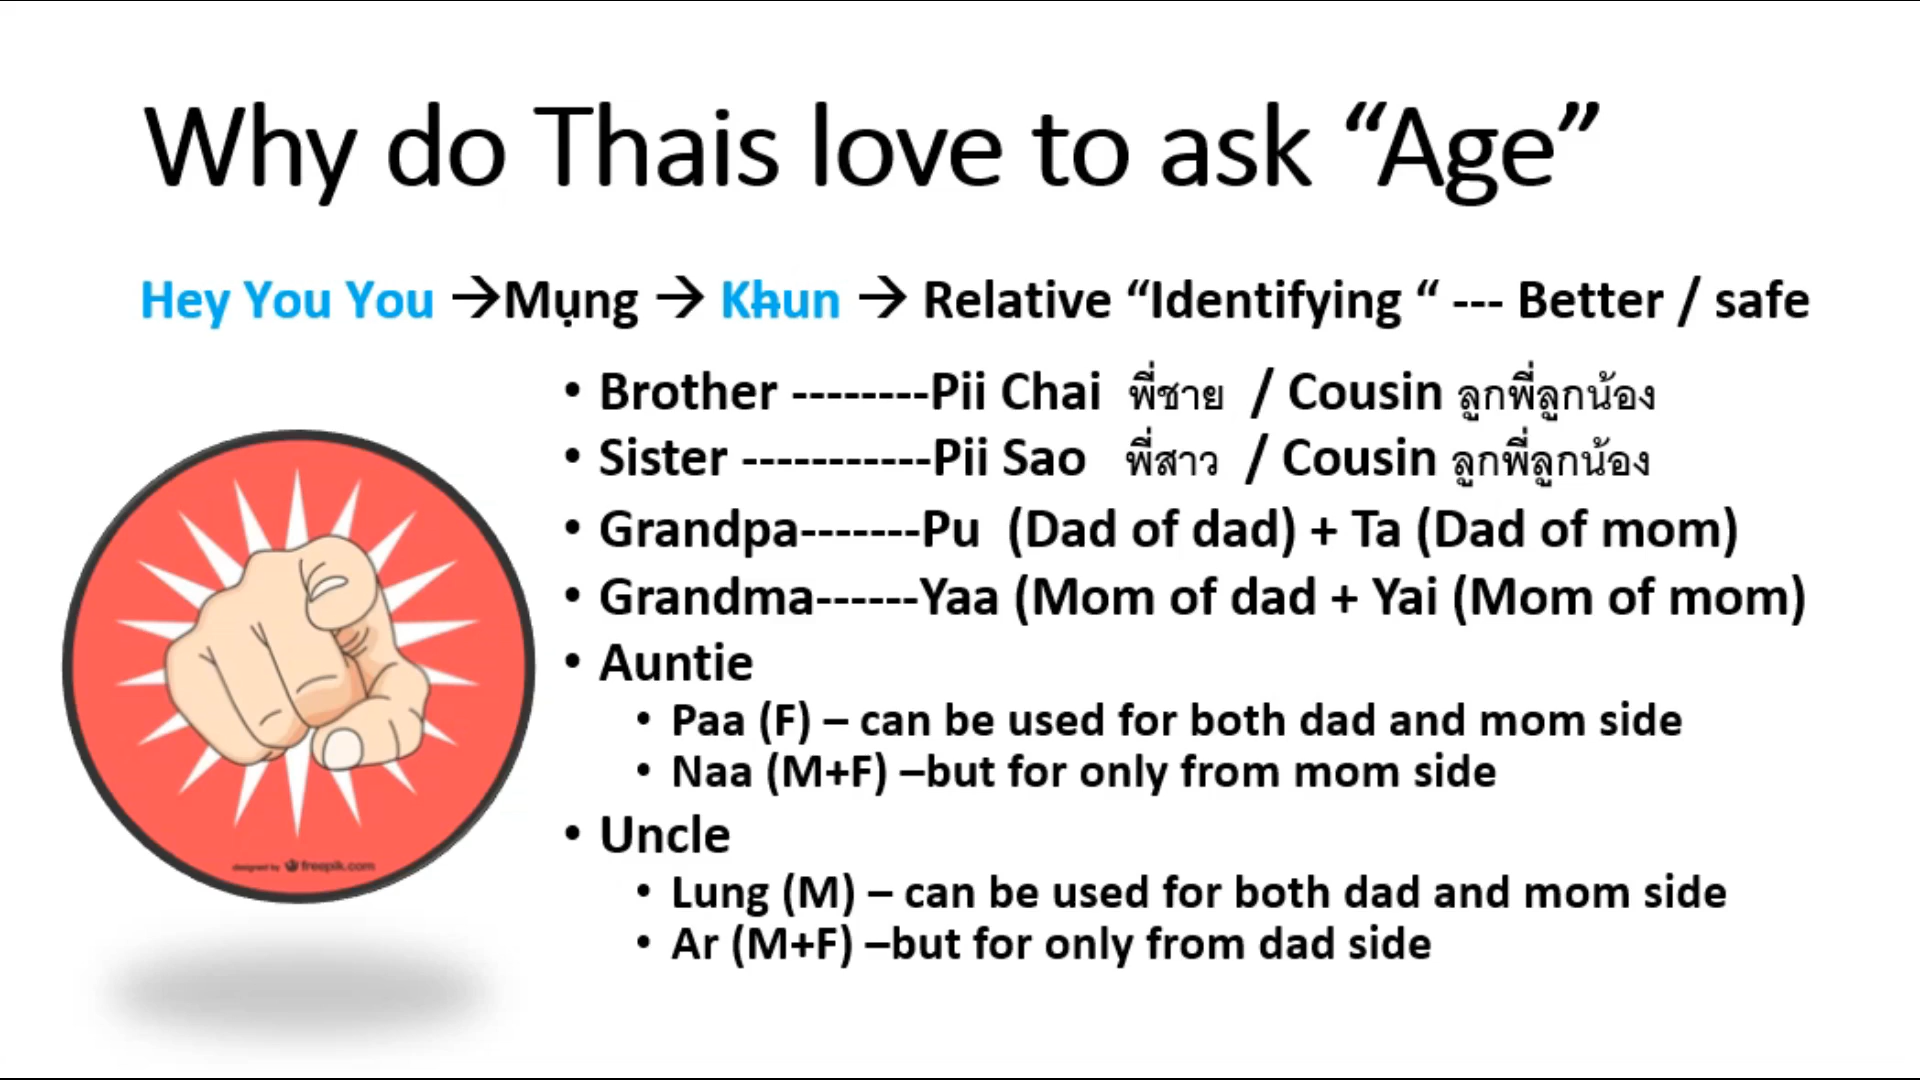 Why do Thais love to ask “Age”
Hey You You →Mụng → Khun → Relative “Identifying “ --- Better / safe
• Brother --------Pii Chai พี่ชาย / Cousin ลูกพี่ลูกน้อง
• Sister -----------Pii Sao พี่สาว / Cousin ลูกพี่ลูกน้อง
• Grandpa-------Pu (Dad of dad) + Ta (Dad of mom)
• Grandma------Yaa (Mom of dad + Yai (Mom of mom)
• Auntie
• Paa (F) – can be used for both dad and mom side
• Naa (M+F) –but for only from mom side
• Uncle
• Lung (M) – can be used for both dad and mom side
• Ar (M+F) –but for only from dad side
designed by freepik.com